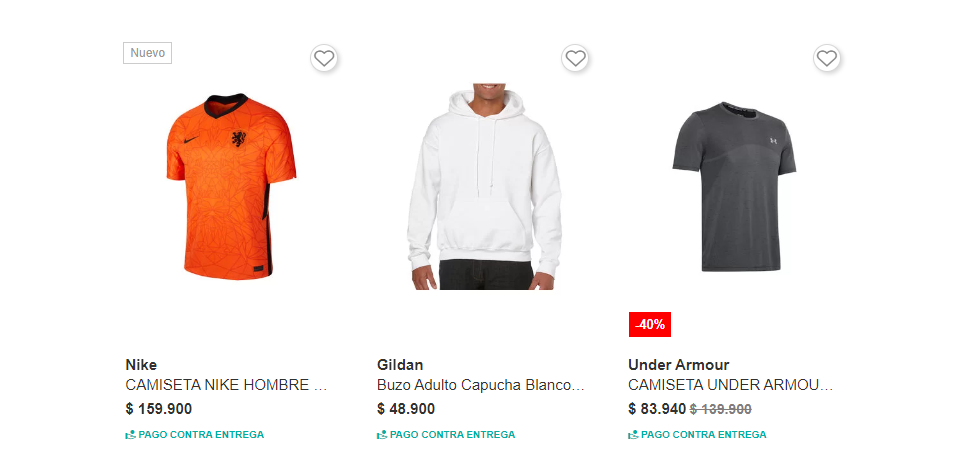 Nuevo
-40%
Nike
CAMISETA NIKE HOMBRE ...
$ 159.900
PAGO CONTRA ENTREGA
Gildan
Buzo Adulto Capucha Blanco...
$ 48.900
PAGO CONTRA ENTREGA
Under Armour
CAMISETA UNDER ARMOU...
$ 83.940 $ 139.900
PAGO CONTRA ENTREGA